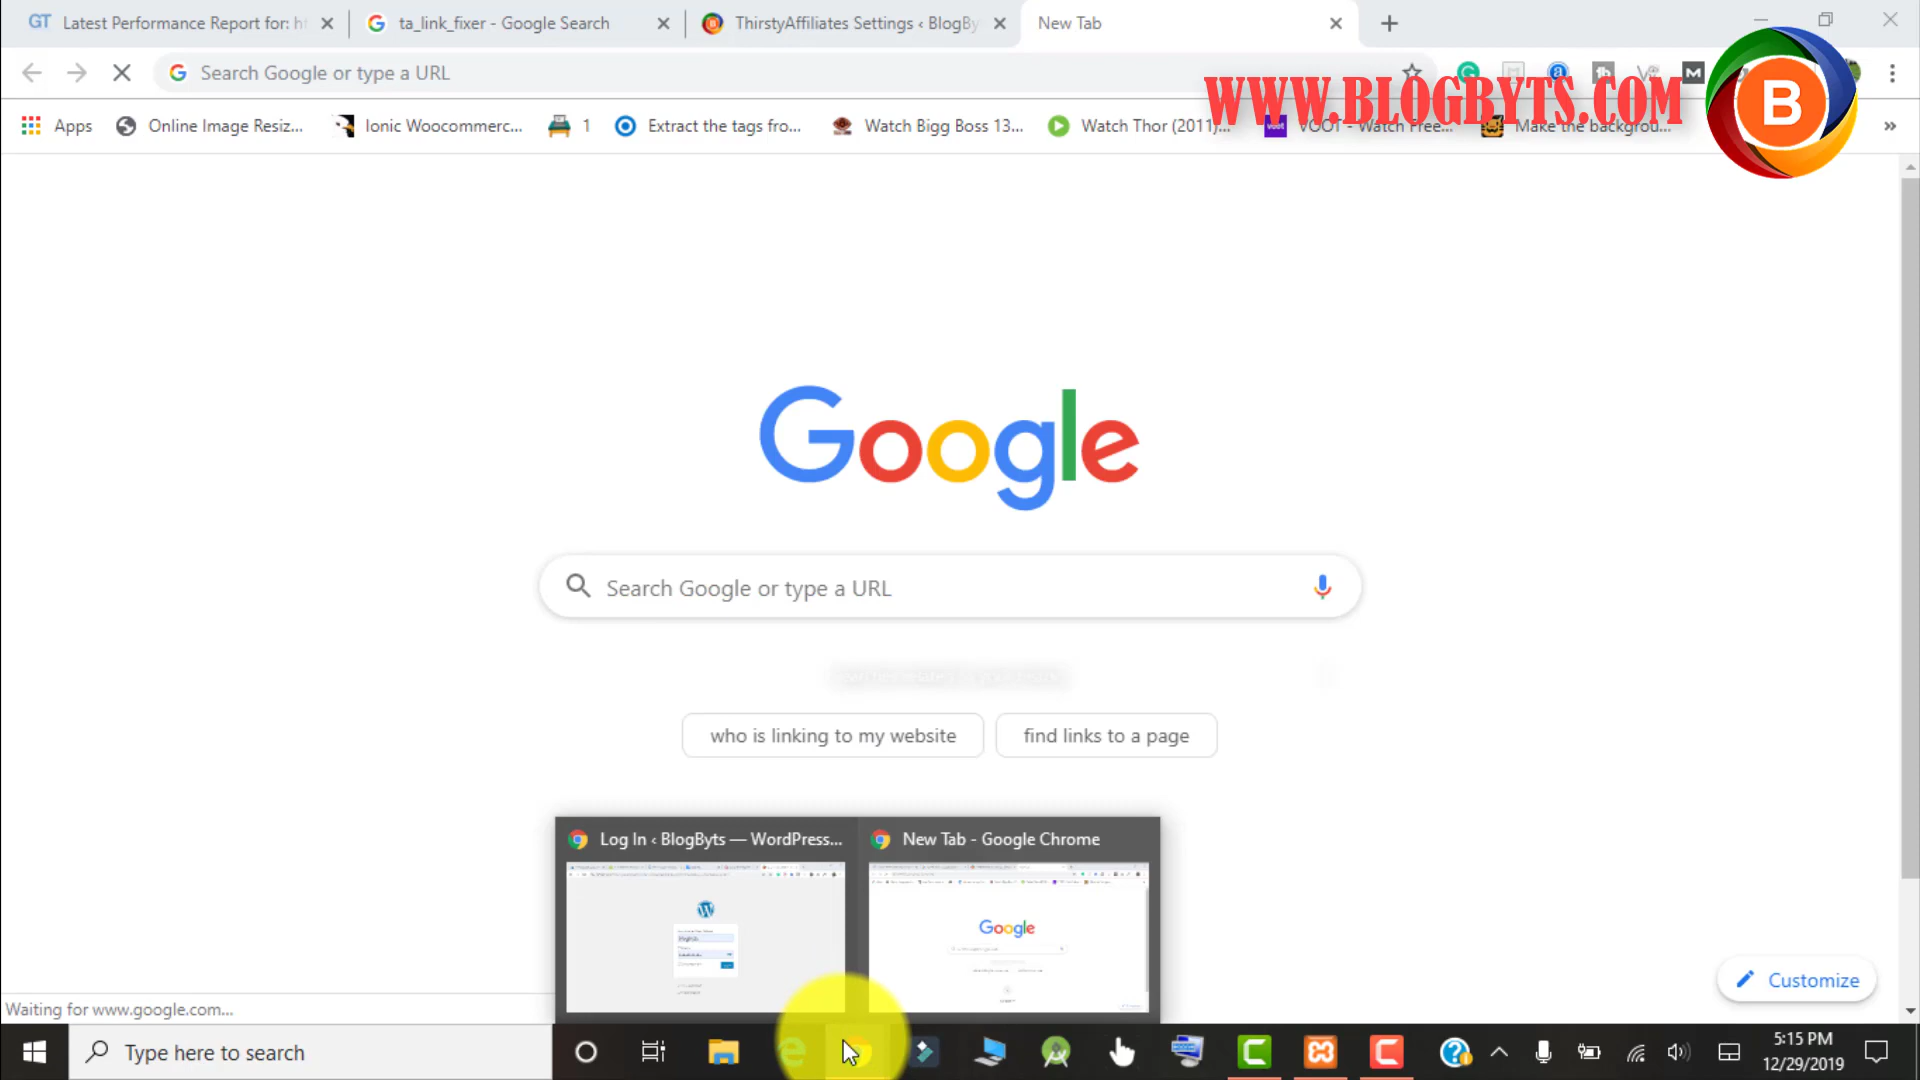 GT Latest Performance Report for: ht
ta_link_fixer - Google Search
ThirstyAffiliates Settings ‹ BlogBy
New Tab
Search Google or type a URL
WWW.BLOGBYTS.COM
B
Apps
Online Image Resiz...
Ionic Woocommerc...
1
Extract the tags fro...
Watch Bigg Boss 13...
Watch Thor (2011)...
VOOT - Watch Free...
Make the backgrou...
Google
Search Google or type a URL
who is linking to my website
find links to a page
Log In ‹ BlogByts — WordPress...
New Tab - Google Chrome
Google
Customize
Waiting for www.google.com...
Type here to search
5:15 PM
12/29/2019